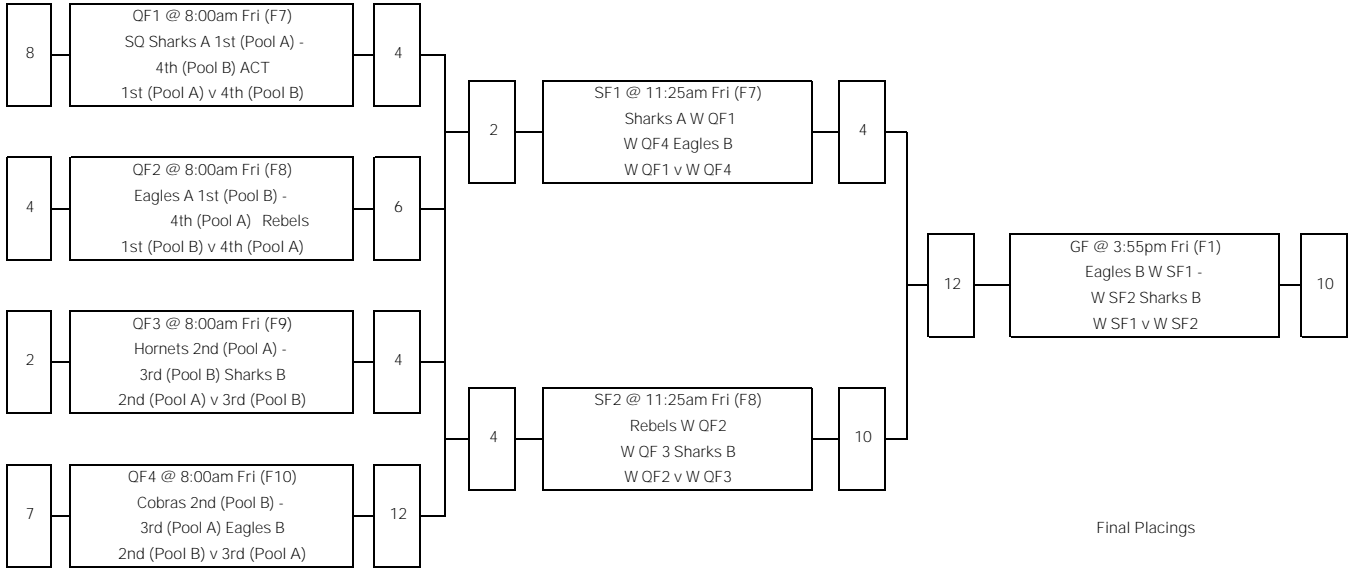 QF1 @ 8:00am Fri (F7)
8
SQ Sharks A 1st (Pool A) -
4th (Pool B) ACT
1st (Pool A) v 4th (Pool B)
4
QF2 @ 8:00am Fri (F8)
4
Eagles A 1st (Pool B) -
4th (Pool A) Rebels
1st (Pool B) v 4th (Pool A)
6
QF3 @ 8:00am Fri (F9)
2
Hornets 2nd (Pool A) -
3rd (Pool B) Sharks B
2nd (Pool A) v 3rd (Pool B)
4
QF4 @ 8:00am Fri (F10)
7
Cobras 2nd (Pool B) -
3rd (Pool A) Eagles B
2nd (Pool B) v 3rd (Pool A)
12
SF1 @ 11:25am Fri (F7)
2
Sharks A W QF1
W QF4 Eagles B
W QF1 v W QF4
4
SF2 @ 11:25am Fri (F8)
4
Rebels W QF2
W QF 3 Sharks B
W QF2 v W QF3
10
GF @ 3:55pm Fri (F1)
12
Eagles B W SF1 -
W SF2 Sharks B
W SF1 v W SF2
10
Final Placings